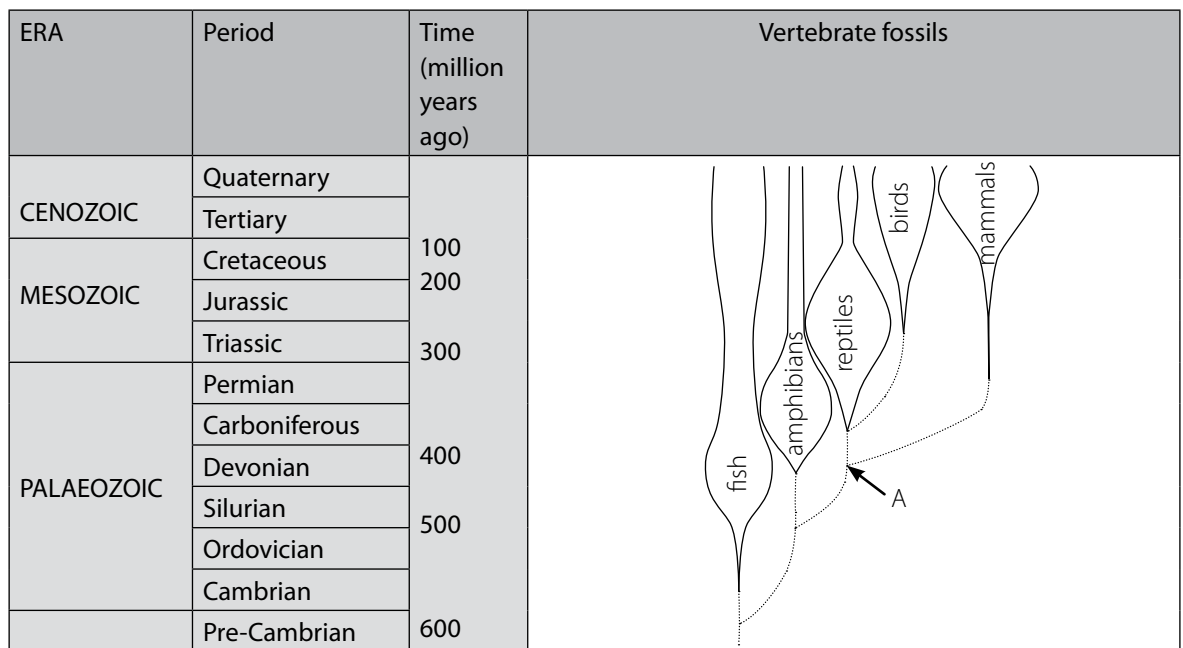 ERA
Period
Time
(million
years
ago)
Vertebrate fossils
CENOZOIC
Quaternary
Tertiary
MESOZOIC
Cretaceous
Jurassic
Triassic
PALAEOZOIC
Permian
Carboniferous
Devonian
Silurian
Ordovician
Cambrian
Pre-Cambrian
100
200
300
400
500
600
fish
amphibians
reptiles
birds
mammals
A